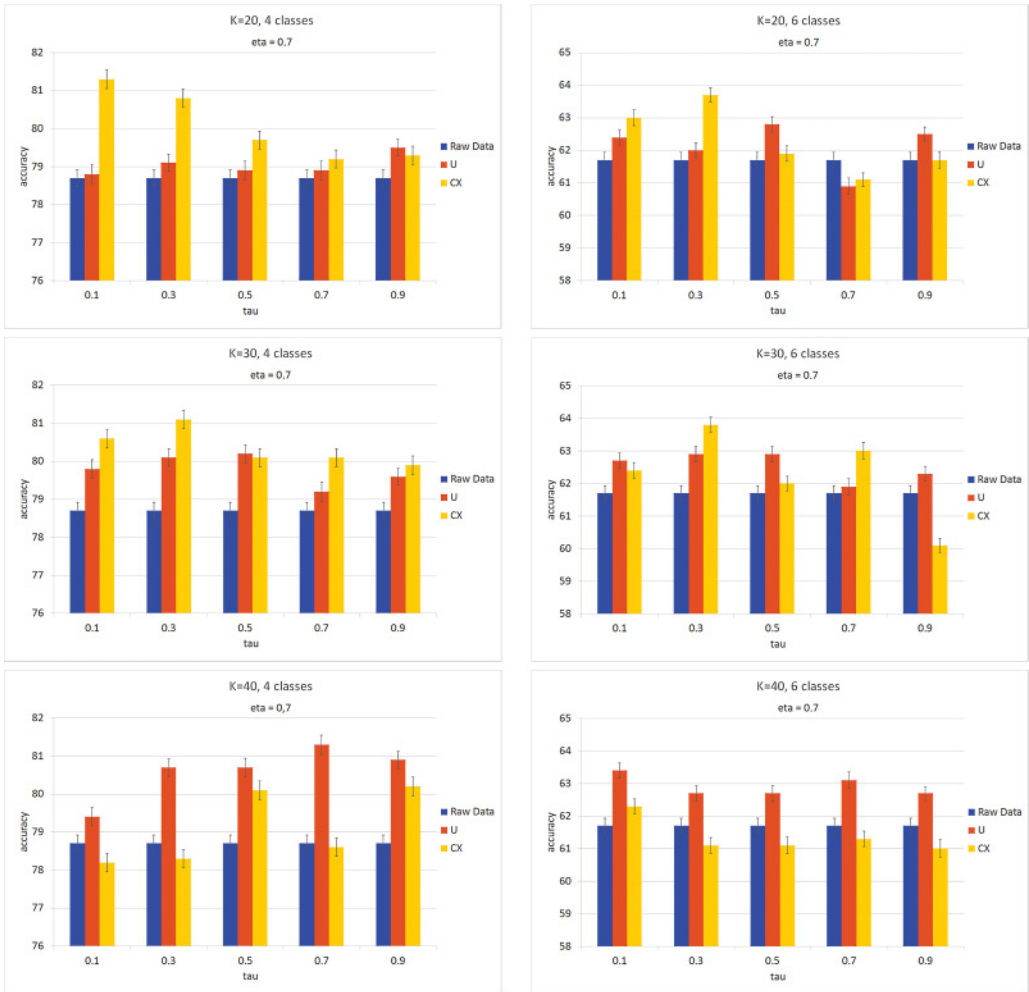 K=20, 4 classes
eta = 0.7
82
81
80
79
78
77
76
accuracy
0.1 0.3 0.5 0.7 0.9
tau
Raw Data
U
CX
K=20, 6 classes
eta = 0.7
65
64
63
62
61
60
59
58
accuracy
0.1 0.3 0.5 0.7 0.9
tau
Raw Data
U
CX
K=30, 4 classes
eta = 0.7
82
81
80
79
78
77
76
accuracy
0.1 0.3 0.5 0.7 0.9
tau
Raw Data
U
CX
K=30, 6 classes
eta = 0.7
65
64
63
62
61
60
59
58
accuracy
0.1 0.3 0.5 0.7 0.9
tau
Raw Data
U
CX
K=40, 4 classes
eta = 0,7
82
81
80
79
78
77
76
accuracy
0.1 0.3 0.5 0.7 0.9
tau
Raw Data
U
CX
K=40, 6 classes
eta = 0.7
65
64
63
62
61
60
59
58
accuracy
0.1 0.3 0.5 0.7 0.9
tau
Raw Data
U
CX